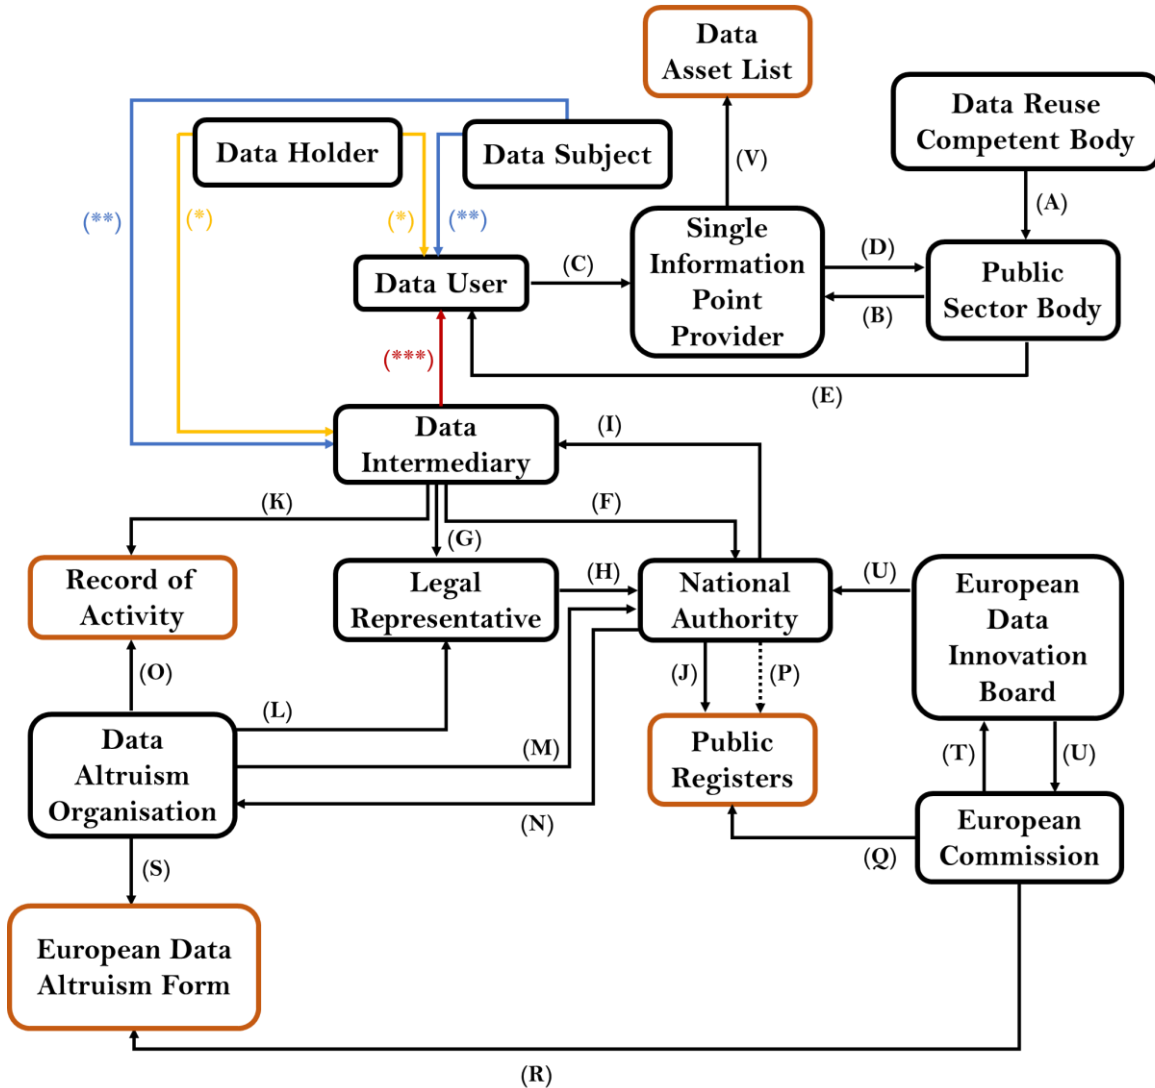 Data
Asset List
Data Reuse
Competent Body
Data Holder
Data Subject
(V)
(A)
(**)
(*)
(*)
(**)
Single
Information
Point
Provider
(D)
Public
Sector Body
Data User
(C)
(B)
(***)
(E)
Data
Intermediary
(I)
(K)
(F)
(G)
Record of
Activity
Legal
Representative
(H)
National
Authority
(U)
European
Data
Innovation
Board
(O)
(L)
(J)
(P)
Data
Altruism
Organisation
(M)
Public
Registers
(T)
(U)
(N)
European
Commission
(Q)
(S)
European Data
Altruism Form
(R)